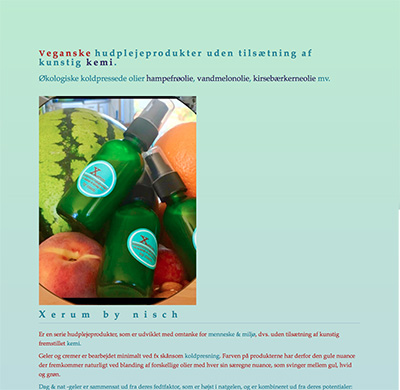 Veganske hudplejeprodukter uden tilsætning af
kunstig kemi.
Økologiske koldpressede olier hampefrøolie, vandmelonolie, kirsebærkerneolie mv.
X
Xerum by nisch
Er en serie hudplejeprodukter, som er udviklet med omtanke for menneske & miljø, dvs. uden tilsætning af kunstig
fremstillet kemi.
Geler og cremer er bearbejdet minimalt ved fx skånsom koldpresning. Farven på produkterne har derfor den gule nuance
der fremkommer naturligt ved blanding af forskellige olier med hver sin særegne nuance, som svinger mellem gul, hvid
og grøn.
Dag & nat -geler er sammensat ud fra deres fedtfaktor, som er højst i natgelen, og er kombineret ud fra deres potentialer: